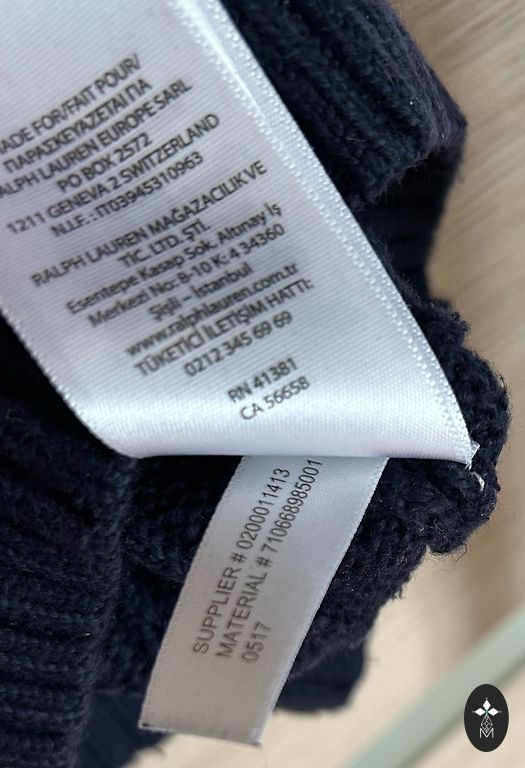 MADE FOR/FAIT POUR/
ΠΑΡΑΣΚΕΥΑΖΕΤΑΙ ΓΙΑ
RALPH LAUREN EUROPE SARL
PO BOX 2572
1211 GENEVA 2 SWITZERLAND
N.I.F. : IT03945310963
RALPH LAUREN MAĞAZACILIK VE
TİC. LTD. ŞTİ.
Esentepe Kasap Sok. Altınay İş
Merkezi No: 8-10 K: 4 34360
Şişli – İstanbul
www.ralphlauren.com.tr
TÜKETİCİ İLETİŞİM HATTI:
0212 345 69 69
RN 41381
CA 56658
SUPPLIER # 0200011413
MATERIAL # 710668985001
0517
M